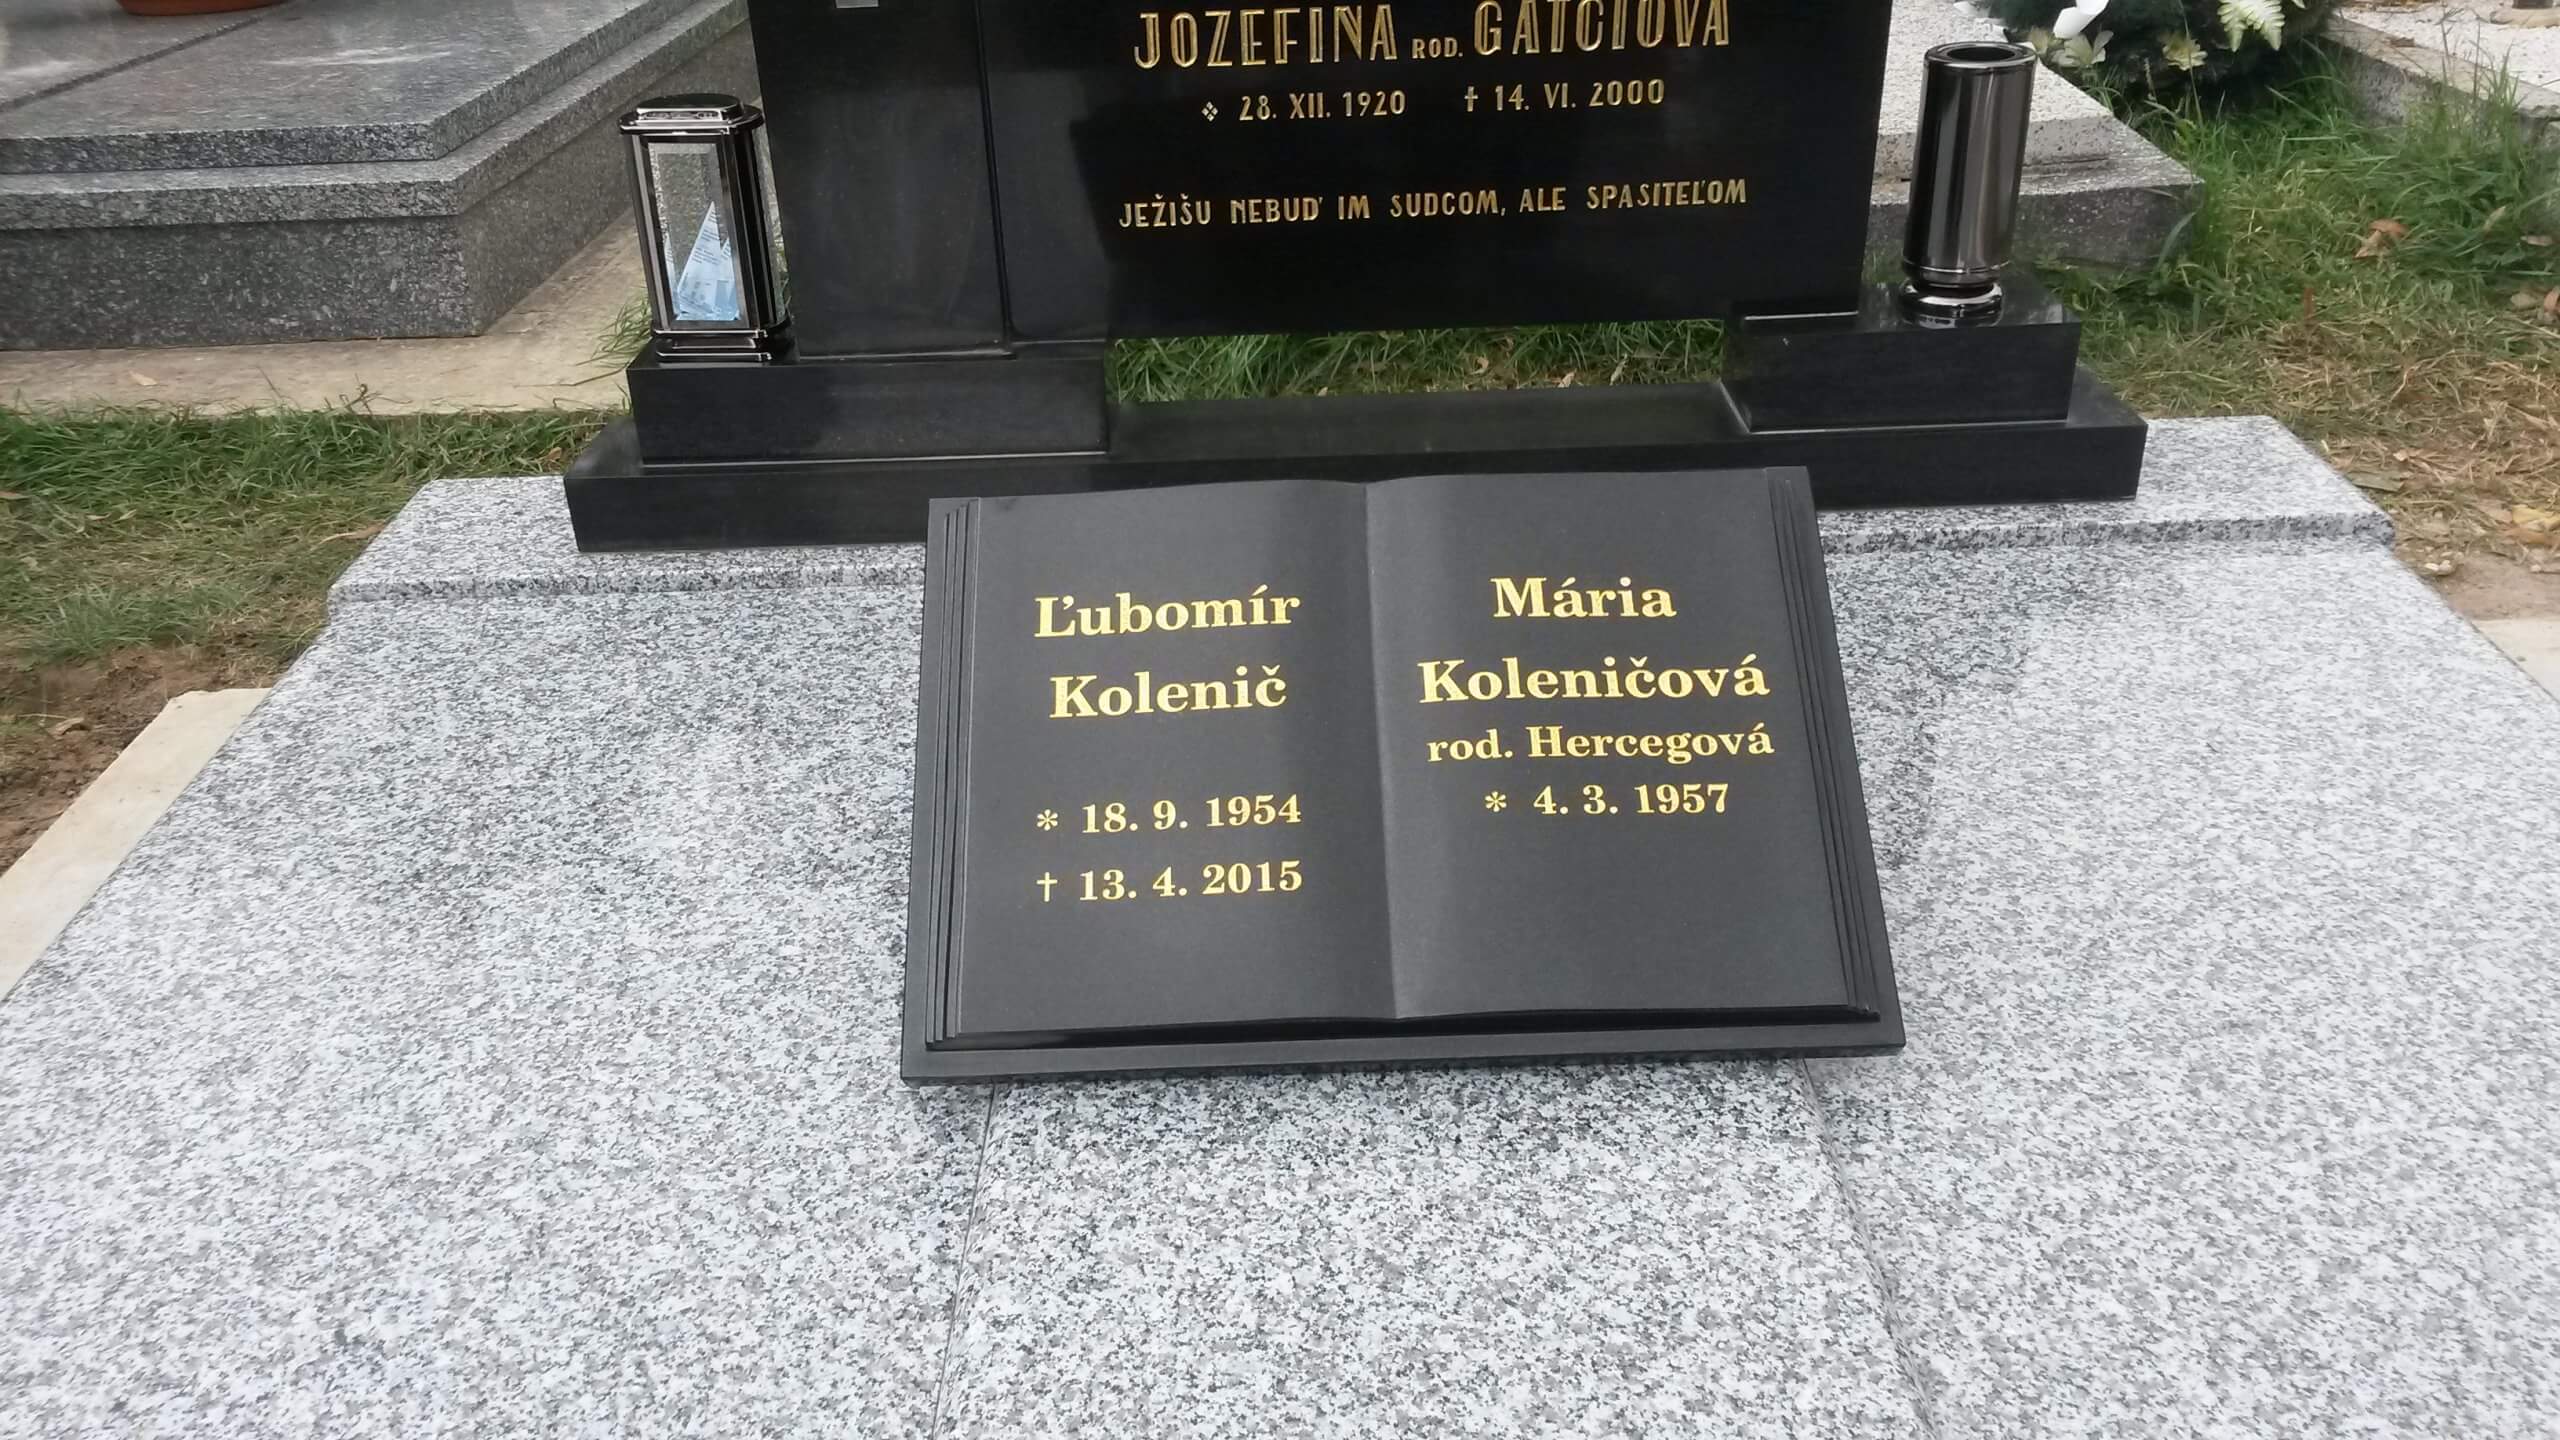 JOZEFINA ROD. GATCIOVÁ
❖ 28. XII. 1920 † 14. VI. 2000
JEŽIŠU NEBUĎ IM SUDCOM, ALE SPASITEĽOM
Ľubomír
Kolenič
* 18. 9. 1954
† 13. 4. 2015
Mária
Koleničová
rod. Hercegová
* 4. 3. 1957